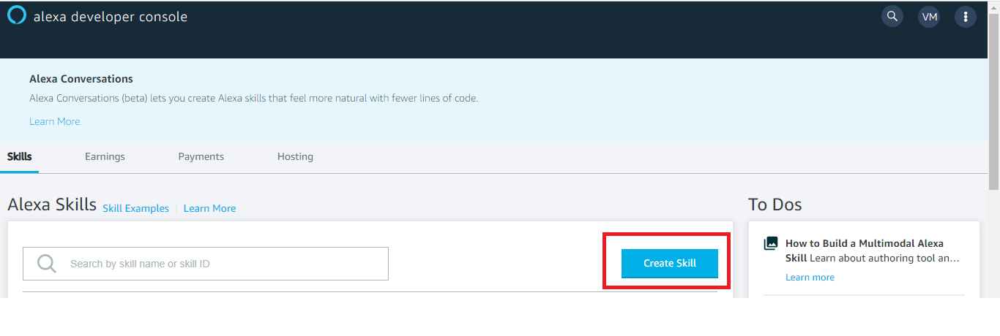 alexa developer console
VM
Alexa Conversations
Alexa Conversations (beta) lets you create Alexa skills that feel more natural with fewer lines of code.
Learn More
Skills Earnings Payments Hosting
Alexa Skills Skill Examples | Learn More
Search by skill name or skill ID
Create Skill
To Dos
How to Build a Multimodal Alexa
Skill Learn about authoring tool an...
Learn more